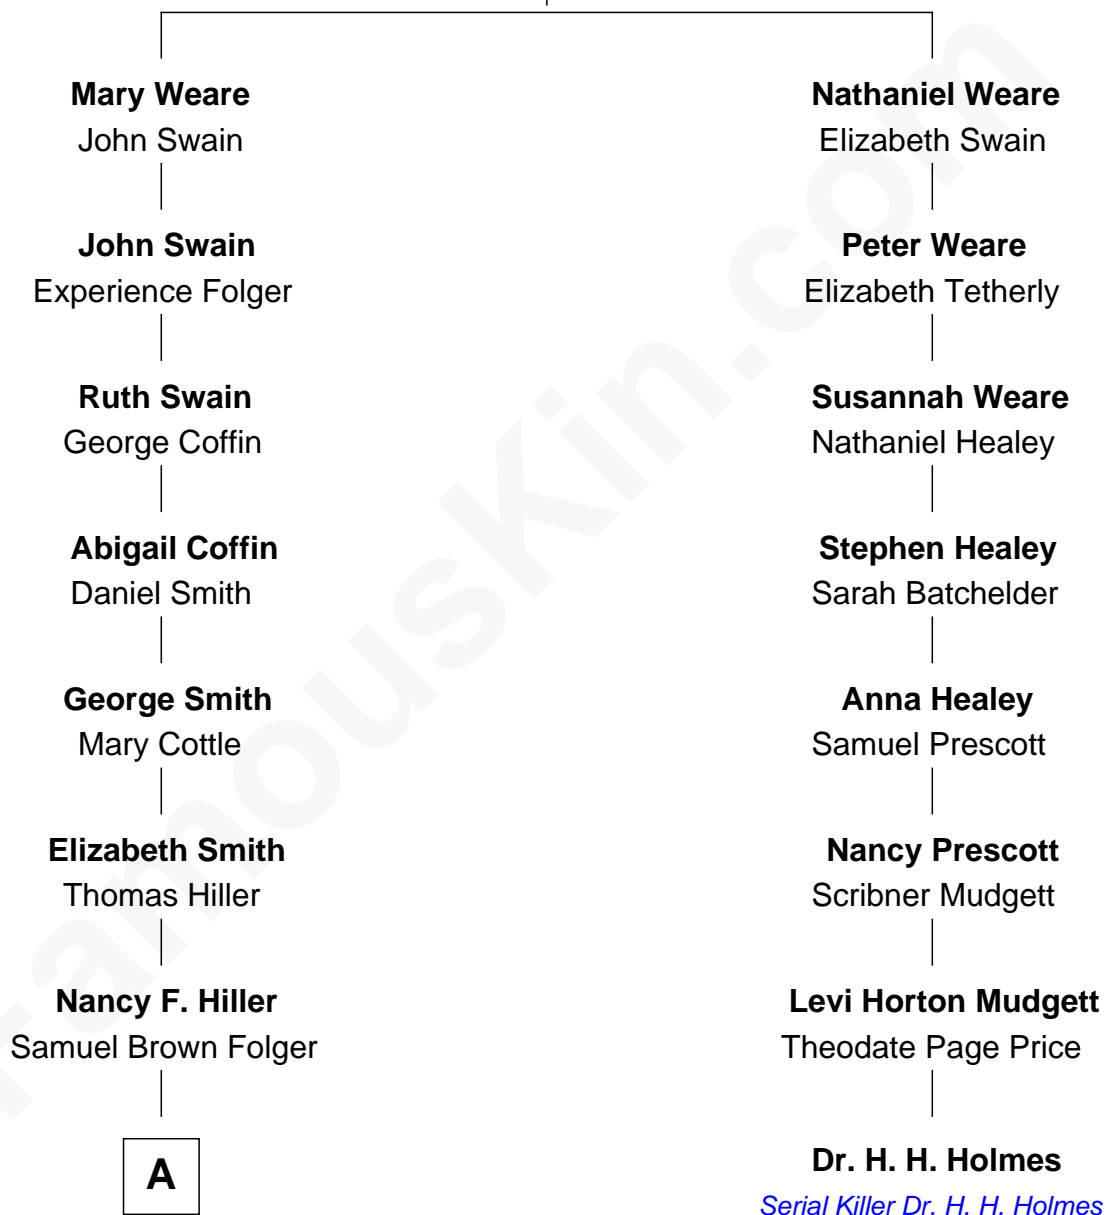 Mary Weare
John Swain
Nathaniel Weare
Elizabeth Swain
John Swain
Experience Folger
Peter Weare
Elizabeth Tetherly
Ruth Swain
George Coffin
Susannah Weare
Nathaniel Healey
Abigail Coffin
Daniel Smith
Stephen Healey
Sarah Batchelder
George Smith
Mary Cottle
Anna Healey
Samuel Prescott
Elizabeth Smith
Thomas Hiller
Nancy Prescott
Scribner Mudgett
Nancy F. Hiller
Samuel Brown Folger
Levi Horton Mudgett
Theodate Page Price
A
Dr. H. H. Holmes
Serial Killer Dr. H. H. Holmes
FamousKin.com